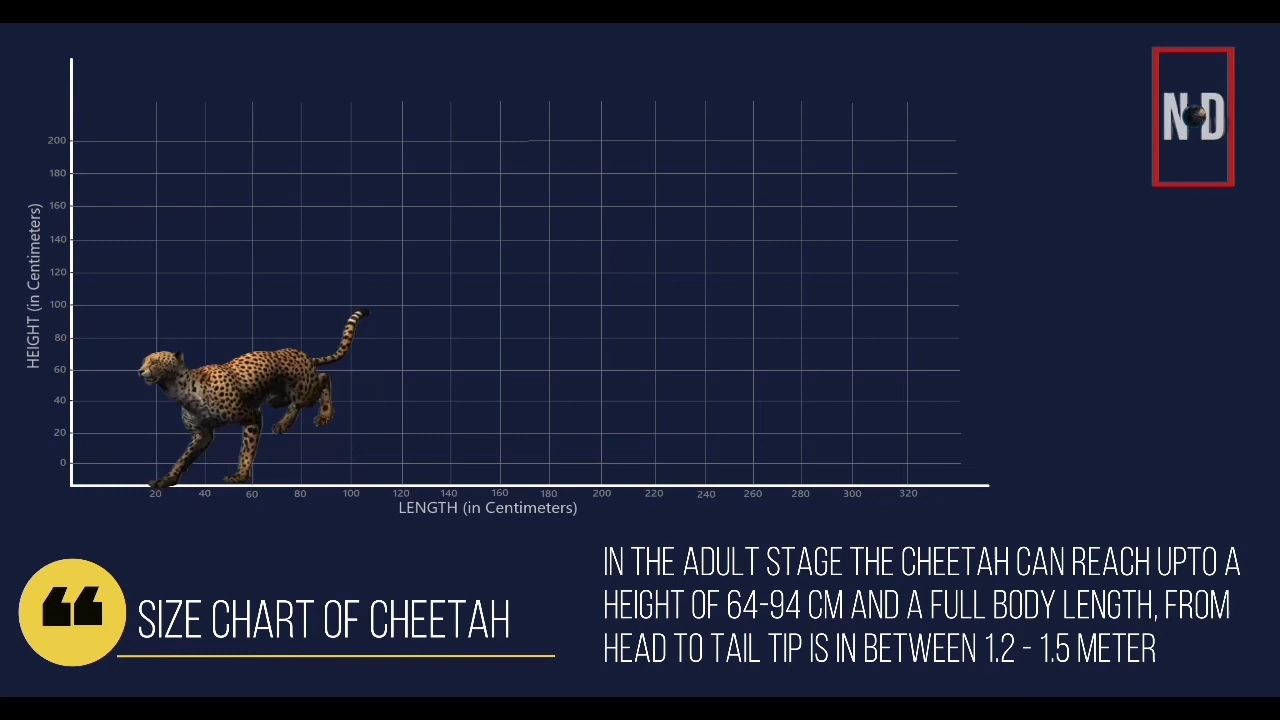 N D
HEIGHT (in Centimeters)
200
180
160
140
120
100
80
60
40
20
0
20 40 60 80 100 120 140 160 180 200 220 240 260 280 300 320
LENGTH (in Centimeters)
SIZE CHART OF CHEETAH
IN THE ADULT STAGE THE CHEETAH CAN REACH UPTO A
HEIGHT OF 64-94 CM AND A FULL BODY LENGTH, FROM
HEAD TO TAIL TIP IS IN BETWEEN 1.2 - 1.5 METER